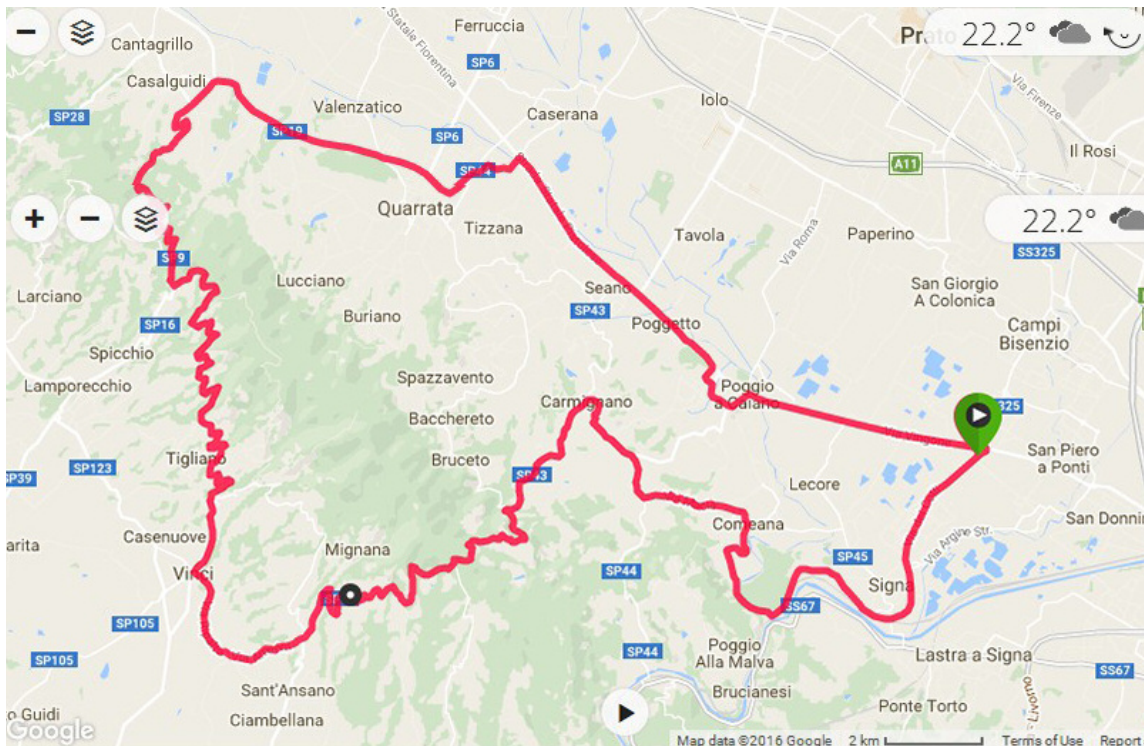 Ferruccia
Prato
22.2°
Cantagrillo
Via Statale Fiorentina
SP6
Casalguidi
Iolo
Via Firenze
Valenzatico
Caserana
SP28
SP19
SP6
Il Rosi
A11
Quarrata
Tizzana
Tavola
Via Roma
Paperino
22.2°
SS325
SP9
Lucciano
Seano
San Giorgio
A Colonica
Larciano
Buriano
SP43
Poggetto
Campi
Bisenzio
SP16
Spicchio
Lamporecchio
Spazzavento
Bacchereto
Carmignano
Poggio
a Caiano
325
Tigliano
Bruceto
San Piero
a Ponti
SP123
SP39
Lecore
Casenuove
Mignana
Comeana
Via Argine Str.
San Donnin
arita
Vinci
SP45
SP44
Signa
SS67
SP105
SP105
SP44
Poggio
Alla Malva
Lastra a Signa
SS67
Sant'Ansano
Brucianesi
Ponte Torto
o Guidi
Ciambellana
Google
Map data ©2016 Google
2 km
Terms of Use
Report